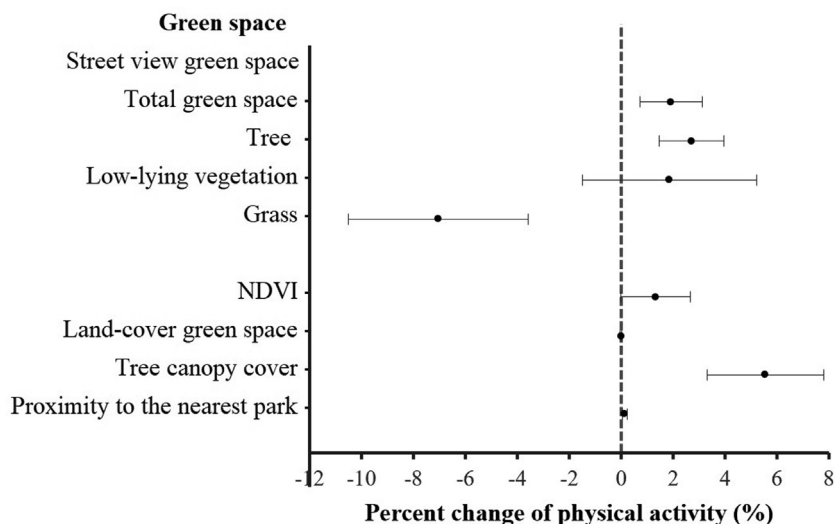 Green space
Street view green space
Total green space
Tree
Low-lying vegetation
Grass
NDVI
Land-cover green space
Tree canopy cover
Proximity to the nearest park
-12 -10 -8 -6 -4 -2 0 2 4 6 8
Percent change of physical activity (%)